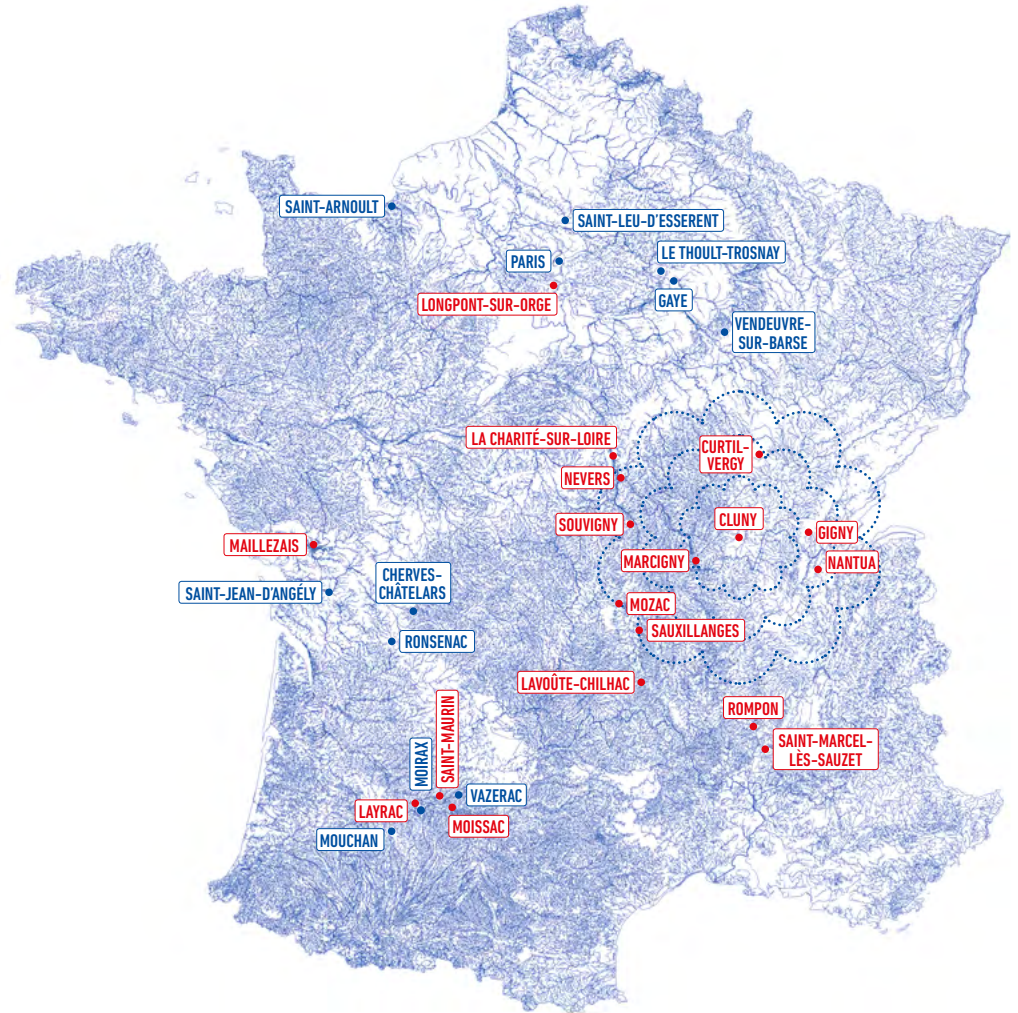 SAINT-ARNOULT
SAINT-LEU-D'ESSERENT
LE THOULT-TROSNAY
PARIS
GAYE
LONGPONT-SUR-ORGE
VENDEUVRE-
SUR-BARSE
LA CHARITÉ-SUR-LOIRE
CURTIL-
VERGY
NEVERS
SOUVIGNY
CLUNY
GIGNY
MAILLEZAIS
MARCIGNY
NANTUA
CHERVES-
CHÂTELARS
SAINT-JEAN-D'ANGÉLY
MOZAC
SAUXILLANGES
RONSENAC
LAVOÛTE-CHILHAC
ROMPON
SAINT-MARCEL-
LÈS-SAUZET
MOIRAX
SAINT-MAURIN
VAZERAC
LAYRAC
MOISSAC
MOUCHAN